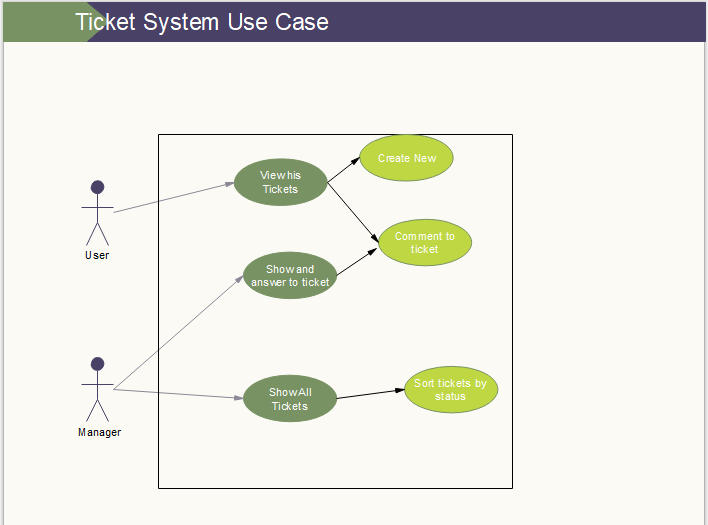 Ticket System Use Case
Create New
View his
Tickets
User
Comment to
ticket
Show and
answer to ticket
Manager
Show All
Tickets
Sort tickets by
status